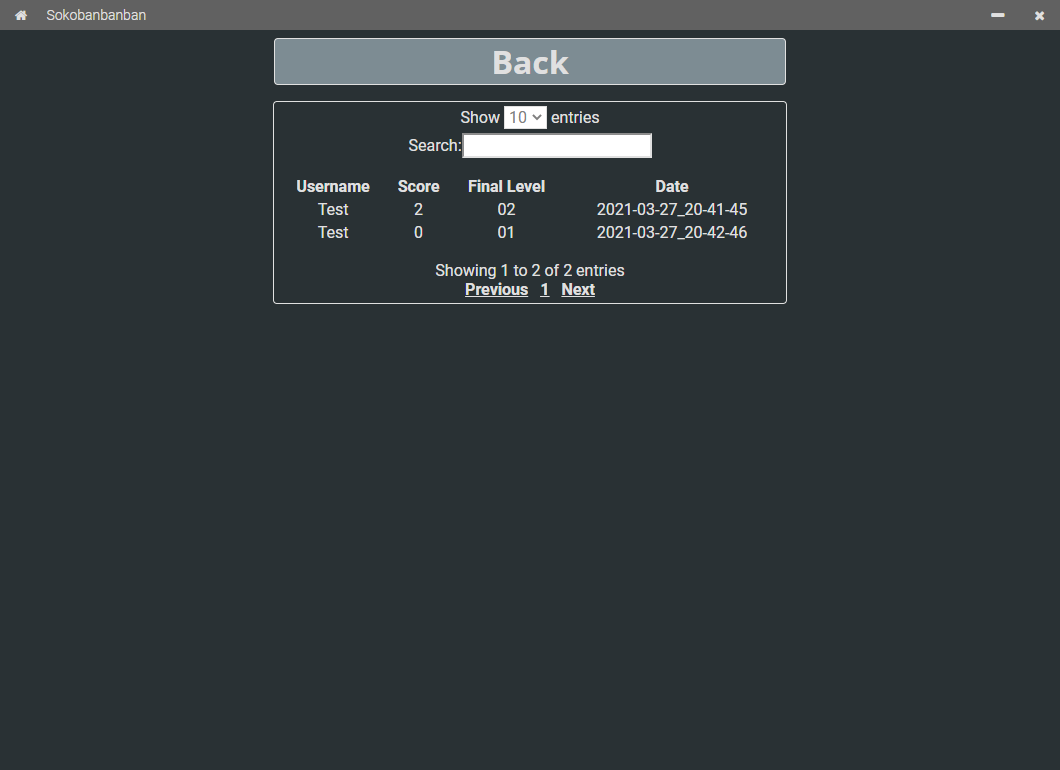 Sokobanbanban
Back
Show 10 entries
Search:
Username Score Final Level Date
Test 2 02 2021-03-27_20-41-45
Test 0 01 2021-03-27_20-42-46
Showing 1 to 2 of 2 entries
Previous 1 Next